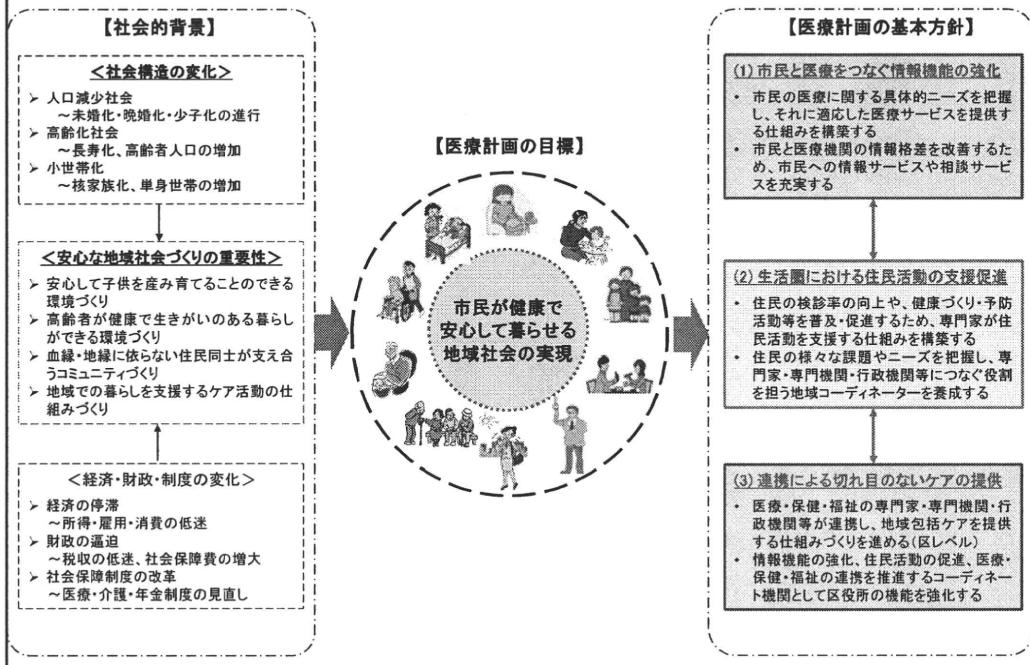 【社会的背景】
<社会構造の変化>
➢ 人口減少社会
～未婚化・晩婚化・少子化の進行
➢ 高齢化社会
～長寿化、高齢者人口の増加
➢ 小世帯化
～核家族化、単身世帯の増加
<安心な地域社会づくりの重要性>
➢ 安心して子供を産み育てることのできる
環境づくり
➢ 高齢者が健康で生きがいのある暮らし
ができる環境づくり
➢ 血縁・地縁に依らない住民同士が支え合
うコミュニティづくり
➢ 地域での暮らしを支援するケア活動の仕
組みづくり
<経済・財政・制度の変化>
➢ 経済の停滞
～所得・雇用・消費の低迷
➢ 財政の逼迫
～税収の低迷、社会保障費の増大
➢ 社会保障制度の改革
～医療・介護・年金制度の見直し
【医療計画の目標】
市民が健康で
安心して暮らせる
地域社会の実現
【医療計画の基本方針】
(1) 市民と医療をつなぐ情報機能の強化
・ 市民の医療に関する具体的ニーズを把握
し、それに適応した医療サービスを提供す
る仕組みを構築する
・ 市民と医療機関の情報格差を改善するた
め、市民への情報サービスや相談サービ
スを充実する
(2) 生活圏における住民活動の支援促進
・ 住民の検診率の向上や、健康づくり・予防
活動等を普及・促進するため、専門家が住
民活動を支援する仕組みを構築する
・ 住民の様々な課題やニーズを把握し、専
門家・専門機関・行政機関等につなぐ役割
を担う地域コーディネーターを養成する
(3) 連携による切れ目のないケアの提供
・ 医療・保健・福祉の専門家・専門機関・行
政機関等が連携し、地域包括ケアを提供
する仕組みづくりを進める(区レベル)
・ 情報機能の強化、住民活動の促進、医療・
保健・福祉の連携を推進するコーディネー
ト機関として区役所の機能を強化する